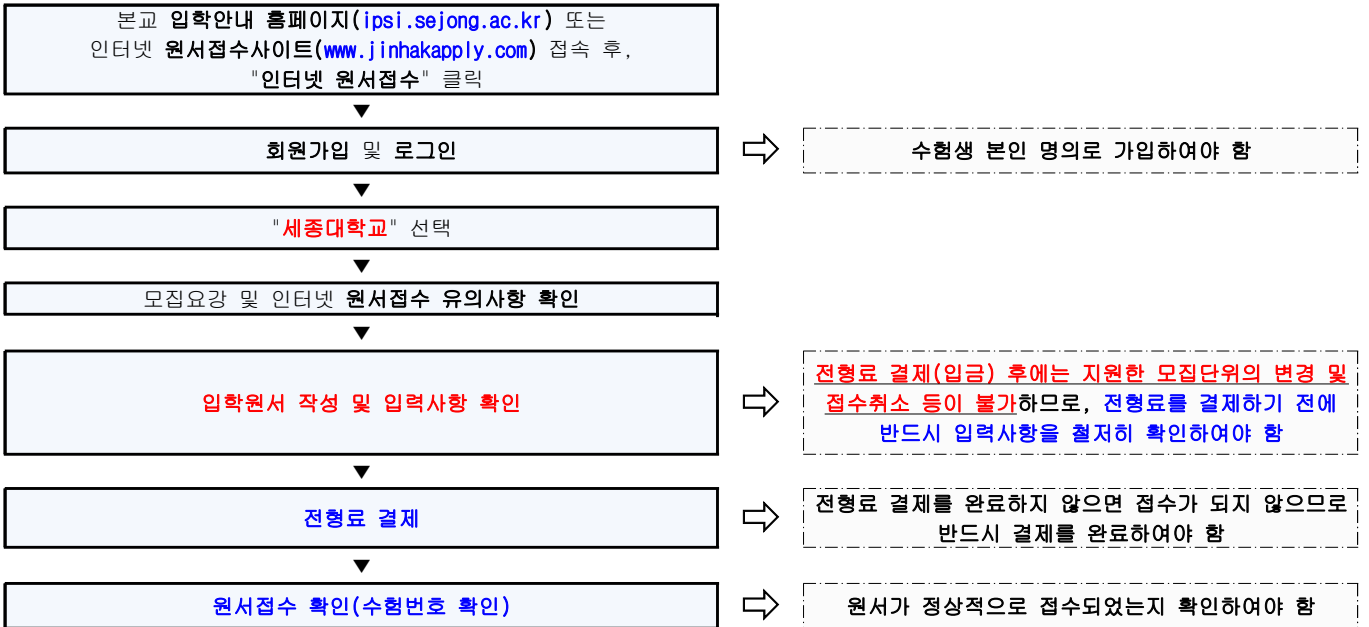 본교 입학안내 홈페이지(ipsi.sejong.ac.kr) 또는
인터넷 원서접수사이트(www.jinhakapply.com) 접속 후,
"인터넷 원서접수" 클릭
회원가입 및 로그인
수험생 본인 명의로 가입하여야 함
"세종대학교" 선택
모집요강 및 인터넷 원서접수 유의사항 확인
입학원서 작성 및 입력사항 확인
전형료 결제(입금) 후에는 지원한 모집단위의 변경 및
접수취소 등이 불가하므로, 전형료를 결제하기 전에
반드시 입력사항을 철저히 확인하여야 함
전형료 결제
전형료 결제를 완료하지 않으면 접수가 되지 않으므로
반드시 결제를 완료하여야 함
원서접수 확인(수험번호 확인)
원서가 정상적으로 접수되었는지 확인하여야 함